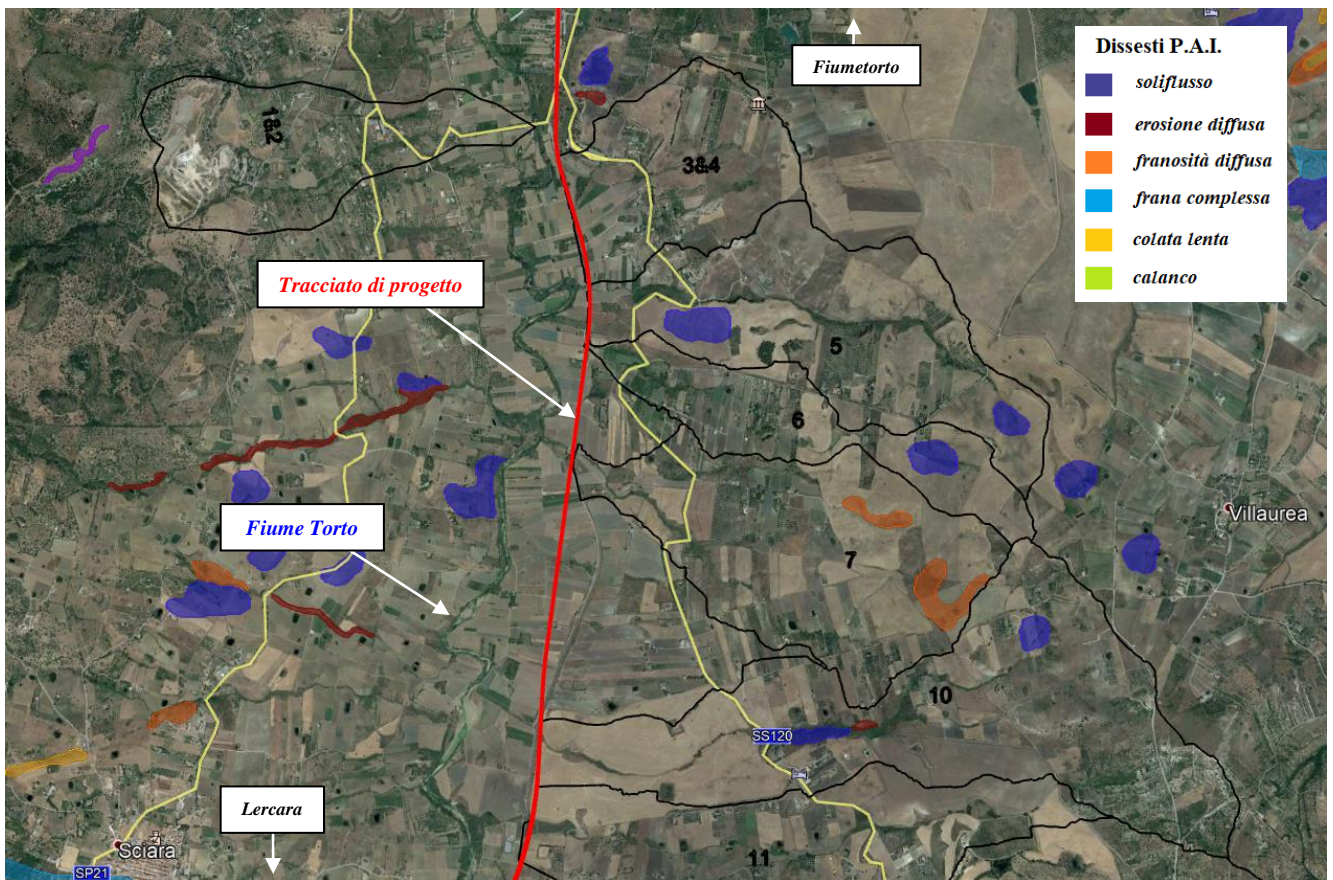 Fiumetorto
Dissesti P.A.I.
soliflusso
erosione diffusa
franosità diffusa
frana complessa
colata lenta
calanco
1&2
3&4
Tracciato di progetto
5
6
Fiume Torto
Villaurea
7
10
SS120
Lercara
Sciara
11
SP21